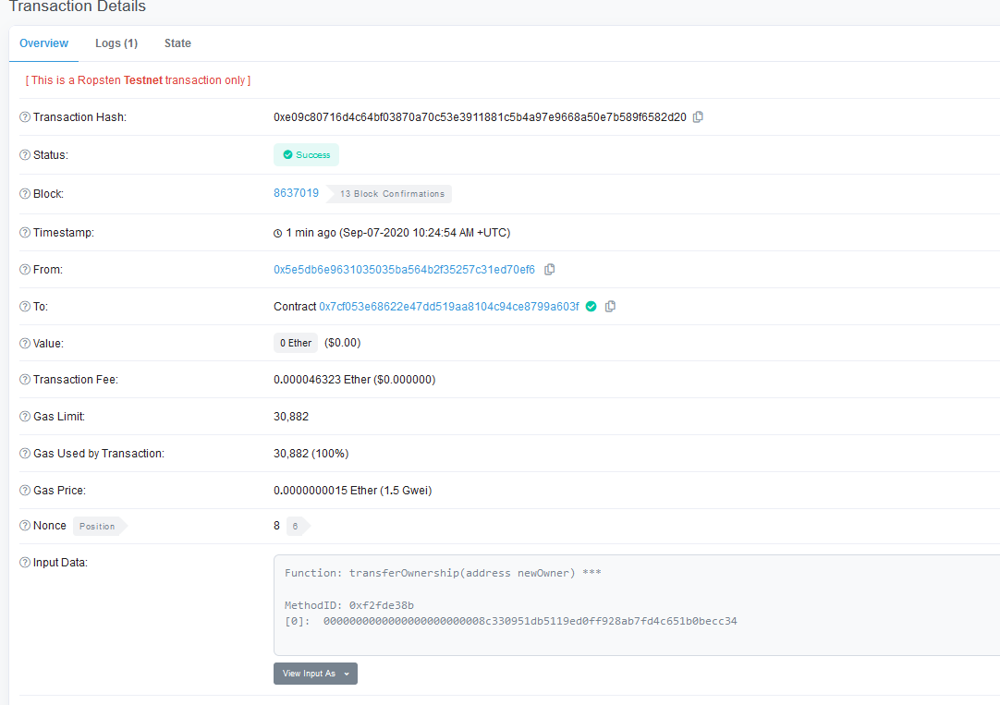 Transaction Details
Overview Logs (1) State
[ This is a Ropsten Testnet transaction only ]
Transaction Hash: 0xe09c80716d4c64bf03870a70c53e3911881c5b4a97e9668a50e7b589f6582d20
Status: Success
Block: 8637019 13 Block Confirmations
Timestamp: 1 min ago (Sep-07-2020 10:24:54 AM +UTC)
From: 0x5e5db6e9631035035ba564b2f35257c31ed70ef6
To: Contract 0x7cf053e68622e47dd519aa8104c94ce8799a603f
Value: 0 Ether ($0.00)
Transaction Fee: 0.000046323 Ether ($0.000000)
Gas Limit: 30,882
Gas Used by Transaction: 30,882 (100%)
Gas Price: 0.0000000015 Ether (1.5 Gwei)
Nonce Position 8 6
Input Data:
Function: transferOwnership(address newOwner) ***
MethodID: 0xf2fde38b
[0]: 0000000000000000000000008c330951db5119ed0ff928ab7fd4c651b0becc34
View Input As